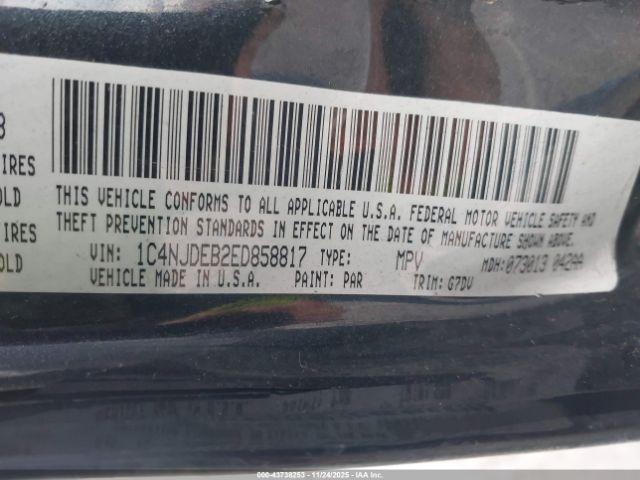 8
IRES
OLD
IRES
OLD
THIS VEHICLE CONFORMS TO ALL APPLICABLE U.S.A. FEDERAL MOTOR VEHICLE SAFETY AND
THEFT PREVENTION STANDARDS IN EFFECT ON THE DATE OF MANUFACTURE SHOWN ABOVE.
VIN: 1C4NJDEB2ED858817 TYPE: MPV MDH:073013 042AA
VEHICLE MADE IN U.S.A. PAINT: PAR TRIM: G7DV
000-43738253 - 11/24/2025 - IAA Inc.